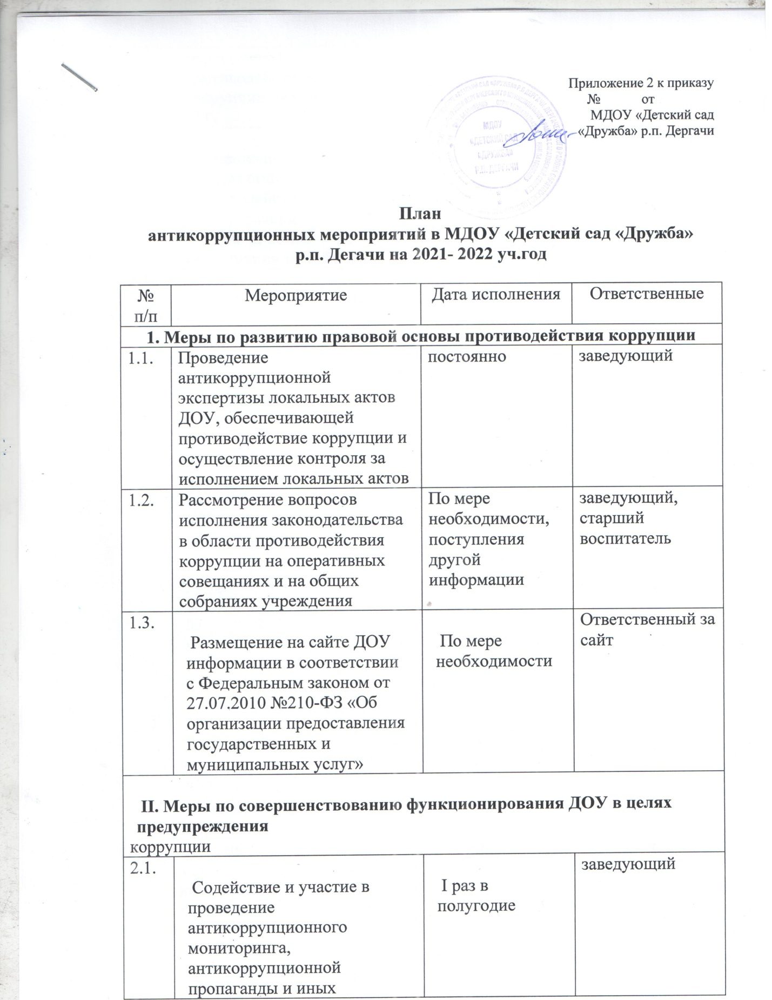 Приложение 2 к приказу
№ от
МДОУ «Детский сад
«Дружба» р.п. Дергачи
МДОУ
«ДЕТСКИЙ САД
«ДРУЖБА»
Р.П. ДЕРГАЧИ
План
антикоррупционных мероприятий в МДОУ «Детский сад «Дружба»
р.п. Дегачи на 2021- 2022 уч.год
№
п/п
Мероприятие
Дата исполнения
Ответственные
1. Меры по развитию правовой основы противодействия коррупции
1.1.
Проведение
антикоррупционной
экспертизы локальных актов
ДОУ, обеспечивающей
противодействие коррупции и
осуществление контроля за
исполнением локальных актов
постоянно
заведующий
1.2.
Рассмотрение вопросов
исполнения законодательства
в области противодействия
коррупции на оперативных
совещаниях и на общих
собраниях учреждения
По мере
необходимости,
поступления
другой
информации
заведующий,
старший
воспитатель
1.3.
Размещение на сайте ДОУ
информации в соответствии
с Федеральным законом от
27.07.2010 №210-ФЗ «Об
организации предоставления
государственных и
муниципальных услуг»
По мере
необходимости
Ответственный за
сайт
II. Меры по совершенствованию функционирования ДОУ в целях
предупреждения
коррупции
2.1.
Содействие и участие в
проведение
антикоррупционного
мониторинга,
антикоррупционной
пропаганды и иных
I раз в
полугодие
заведующий